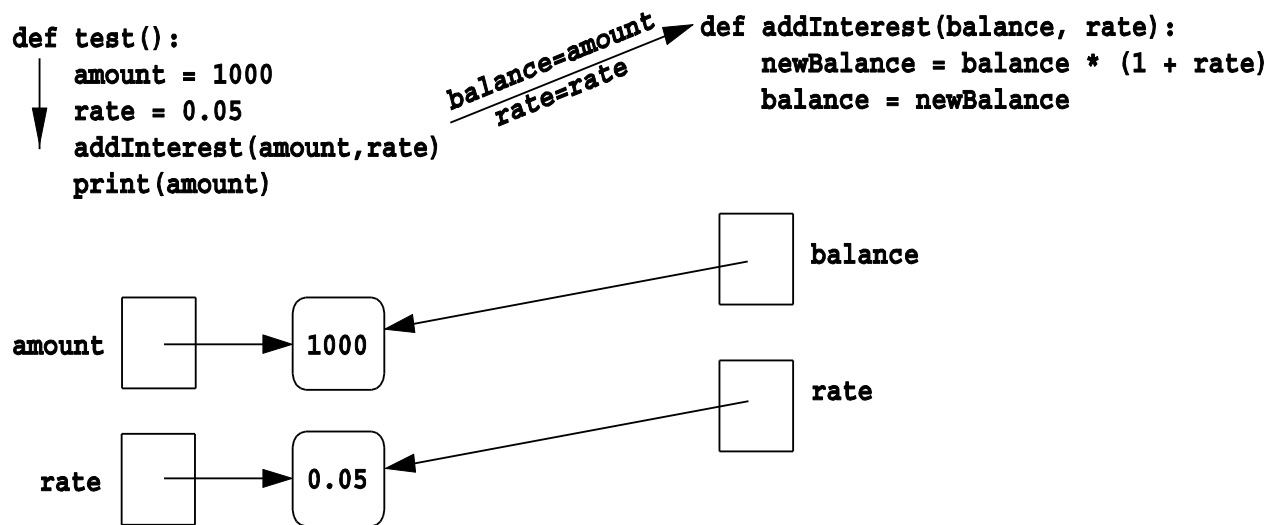 def test():
    amount = 1000
    rate = 0.05
    addInterest(amount,rate)
    print(amount)
balance=amount
rate=rate
def addInterest(balance, rate):
    newBalance = balance * (1 + rate)
    balance = newBalance
balance
amount
1000
rate
rate
0.05